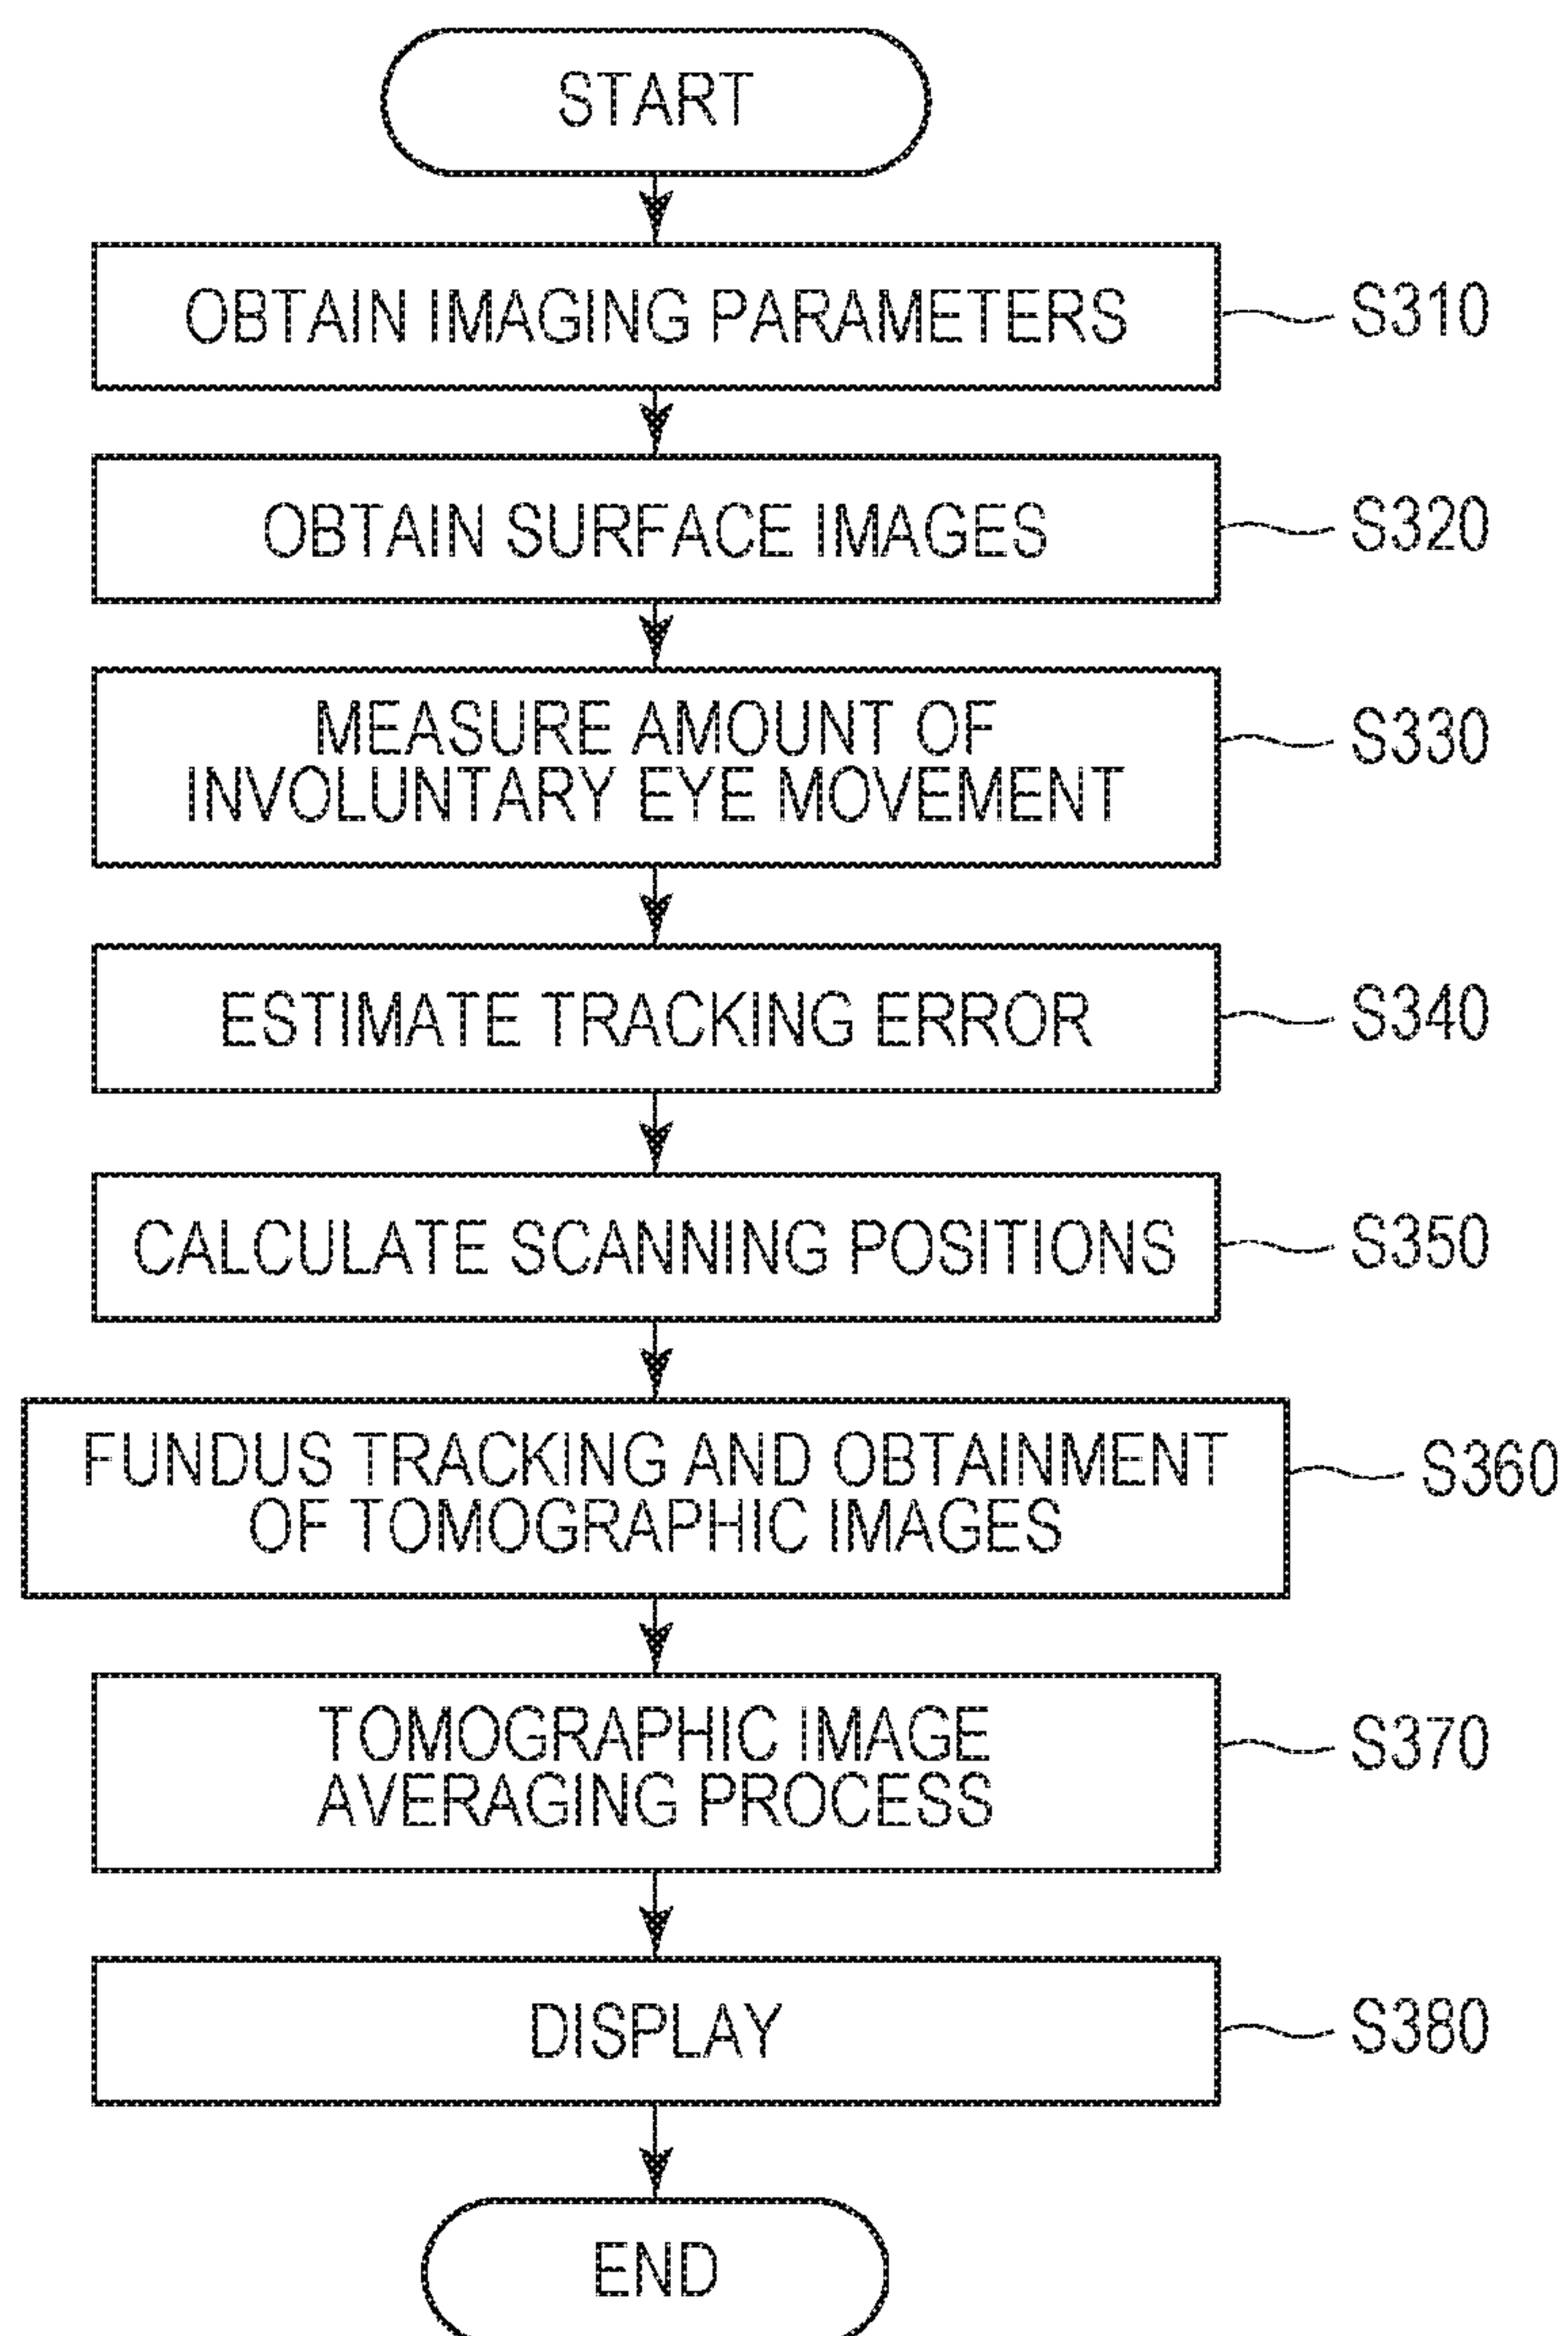 START
OBTAIN IMAGING PARAMETERS
S310
OBTAIN SURFACE IMAGES
S320
MEASURE AMOUNT OF
INVOLUNTARY EYE MOVEMENT
S330
ESTIMATE TRACKING ERROR
S340
CALCULATE SCANNING POSITIONS
S350
FUNDUS TRACKING AND OBTAINMENT
OF TOMOGRAPHIC IMAGES
S360
TOMOGRAPHIC IMAGE
AVERAGING PROCESS
S370
DISPLAY
S380
END